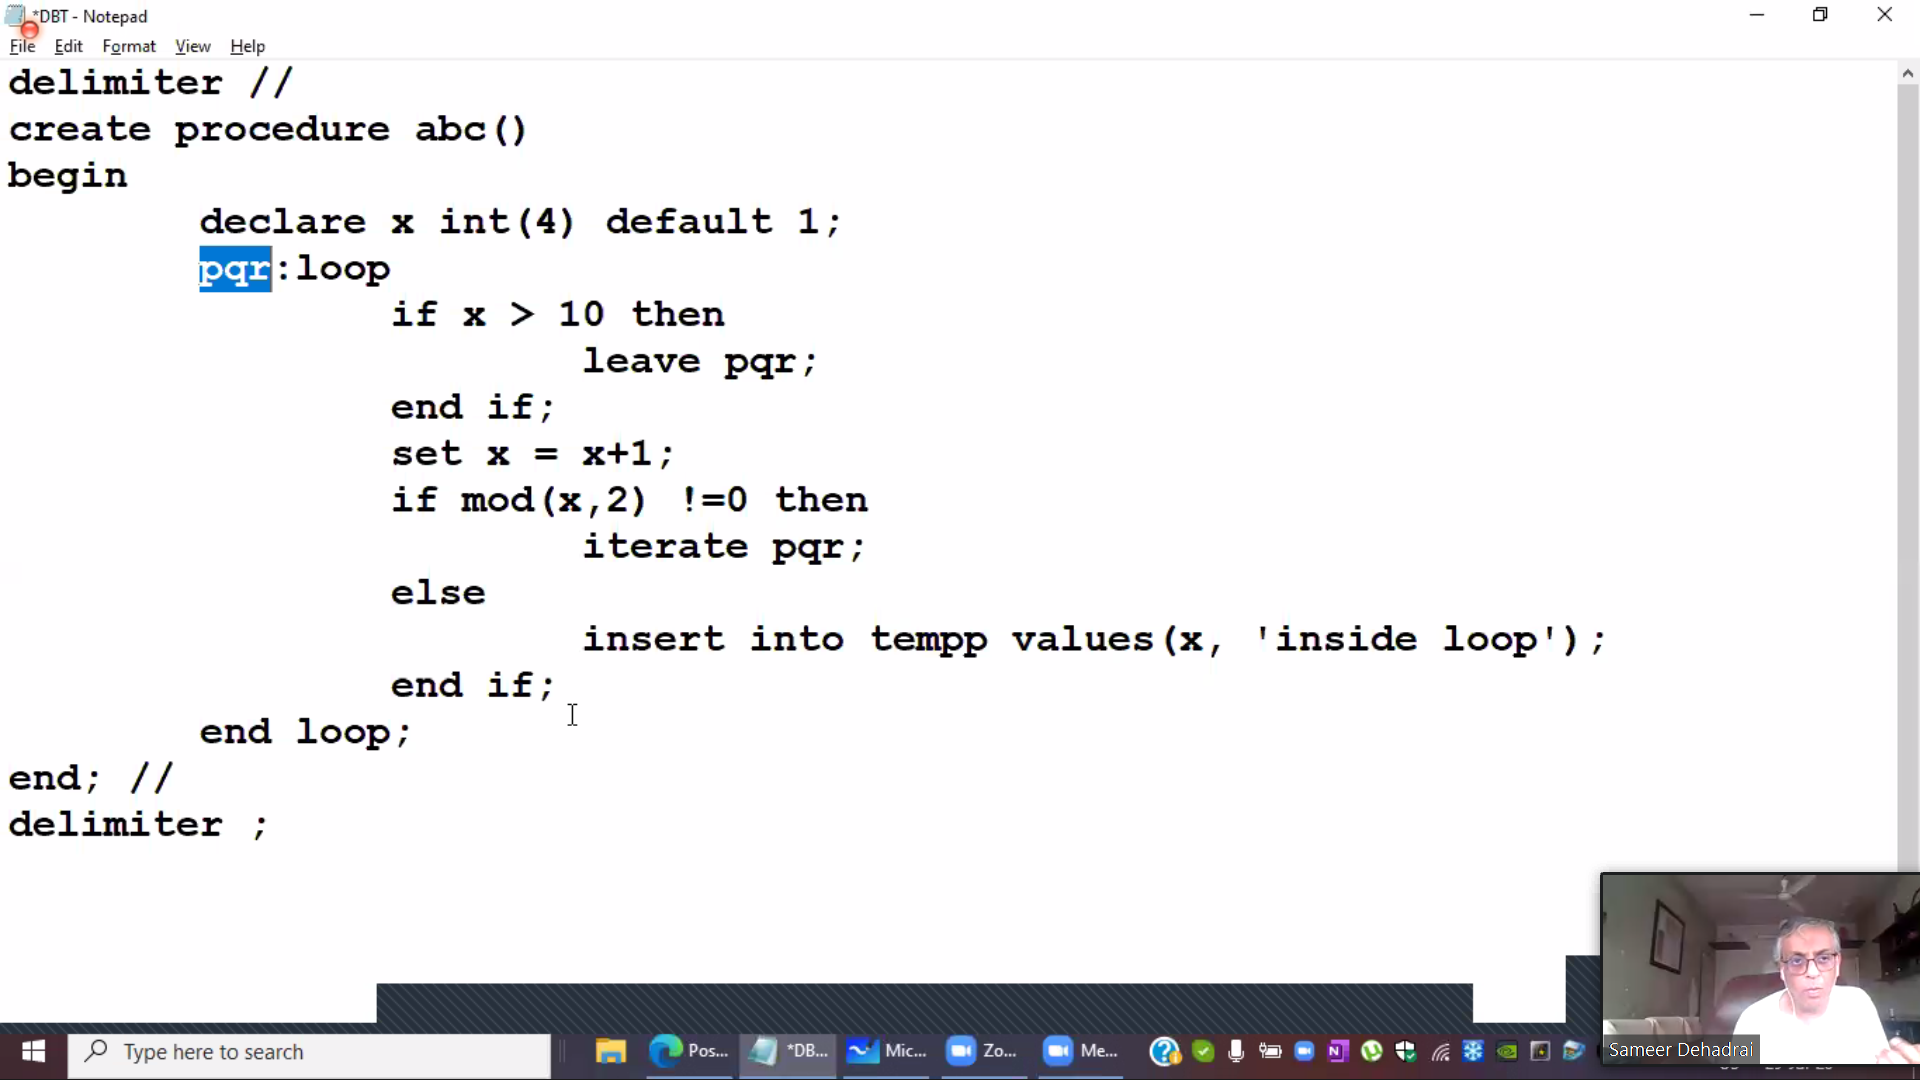 *DBT - Notepad
File Edit Format View Help
delimiter //
create procedure abc()
begin
declare x int(4) default 1;
pqr:loop
if x > 10 then
leave pqr;
end if;
set x = x+1;
if mod(x,2) !=0 then
iterate pqr;
else
insert into tempp values(x, 'inside loop');
end if;
end loop;
end; //
delimiter ;
Sameer Dehadrai
Type here to search
Pos...
*DB...
Mic...
Zo...
Me...